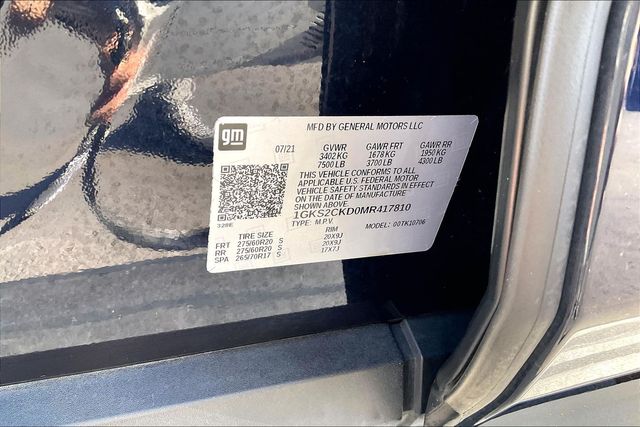 gm
MFD BY GENERAL MOTORS LLC
07/21 GVWR GAWR FRT GAWR RR
3402 KG 1678 KG 1950 KG
7500 LB 3700 LB 4300 LB
THIS VEHICLE CONFORMS TO ALL
APPLICABLE U.S. FEDERAL MOTOR
VEHICLE SAFETY STANDARDS IN EFFECT
ON THE DATE OF MANUFACTURE
SHOWN ABOVE.
1GKS2CKD0MR417810
328E TYPE: M.P.V. MODEL: 00TK10706
TIRE SIZE RIM
FRT 275/60R20 S 20X9J
RR 275/60R20 S 20X9J
SPA 265/70R17 S 17X7J